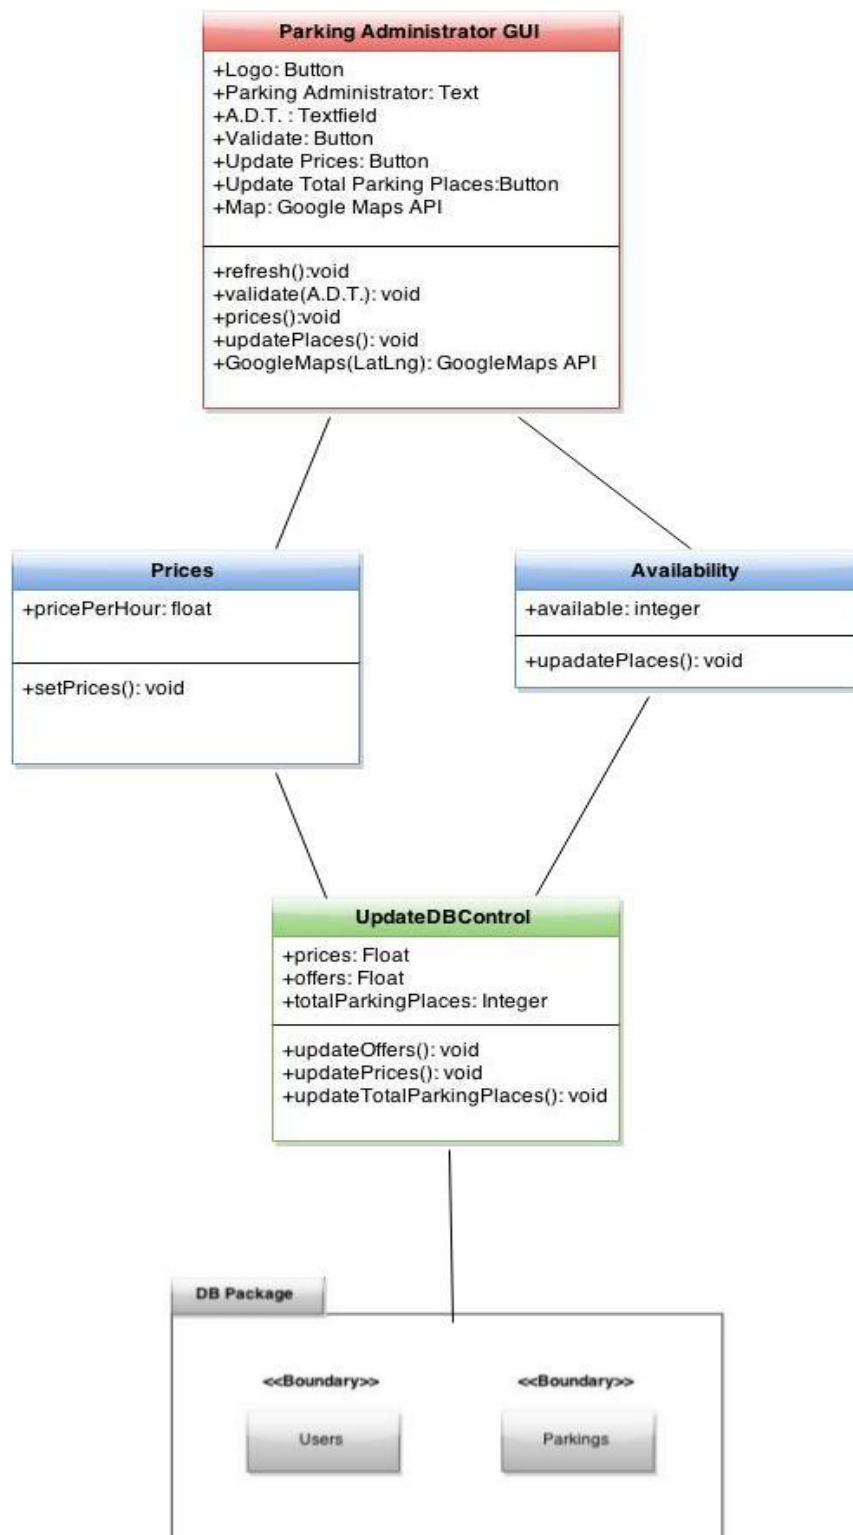 Parking Administrator GUI
+Logo: Button
+Parking Administrator: Text
+A.D.T. : Textfield
+Validate: Button
+Update Prices: Button
+Update Total Parking Places:Button
+Map: Google Maps API
+refresh():void
+validate(A.D.T.): void
+prices():void
+updatePlaces(): void
+GoogleMaps(LatLng): GoogleMaps API
Prices
+pricePerHour: float
+setPrices(): void
Availability
+available: integer
+upadatePlaces(): void
UpdateDBControl
+prices: Float
+offers: Float
+totalParkingPlaces: Integer
+updateOffers(): void
+updatePrices(): void
+updateTotalParkingPlaces(): void
DB Package
<<Boundary>>
Users
<<Boundary>>
Parkings